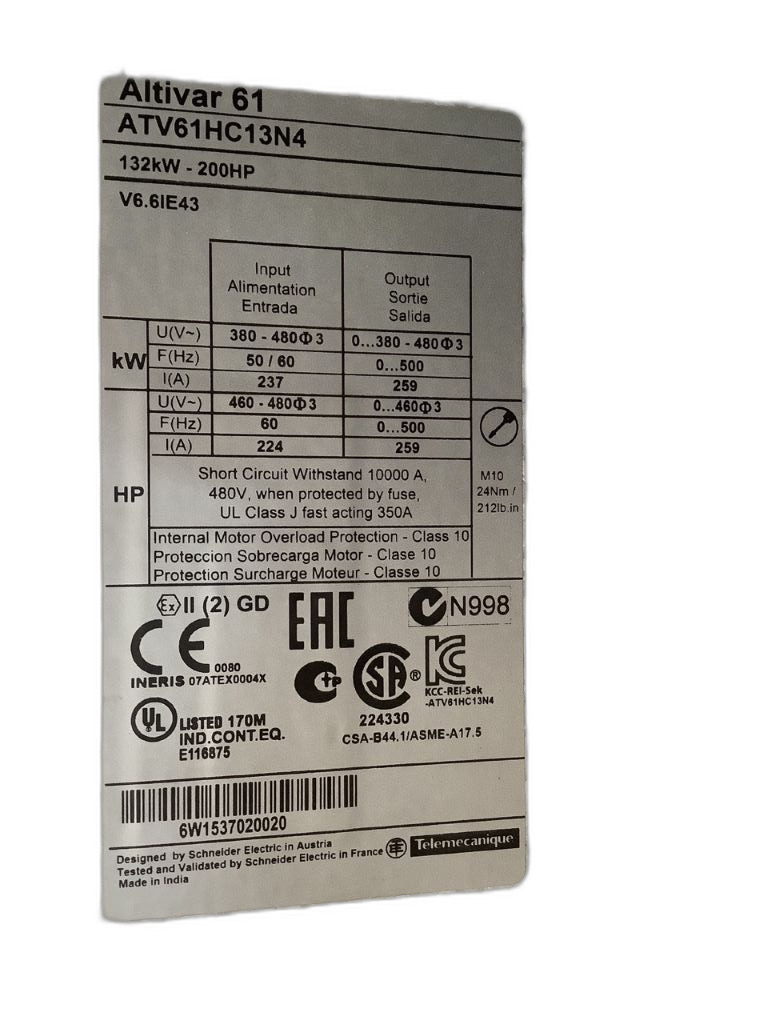 Altivar 61
ATV61HC13N4
132kW - 200HP
V6.6IE43
Input
Alimentation
Entrada
Output
Sortie
Salida
kW
U(V~) 380 - 480Φ3 0...380 - 480Φ3
F(Hz) 50 / 60 0...500
I(A) 237 259
HP
U(V~) 460 - 480Φ3 0...460Φ3
F(Hz) 60 0...500
I(A) 224 259
Short Circuit Withstand 10000 A,
480V, when protected by fuse,
UL Class J fast acting 350A
M10
24Nm /
212lb.in
Internal Motor Overload Protection - Class 10
Proteccion Sobrecarga Motor - Clase 10
Protection Surcharge Moteur - Classe 10
Ex II (2) GD
EAC
N998
CE 0080
INERIS 07ATEX0004X
SA ®
224330
CSA-B44.1/ASME-A17.5
KC
KCC-REI-Sek
-ATV61HC13N4
UL LISTED 170M
IND.CONT.EQ.
E116875
6W1537020020
Designed by Schneider Electric in Austria
Tested and Validated by Schneider Electric in France
Made in India
Telemecanique